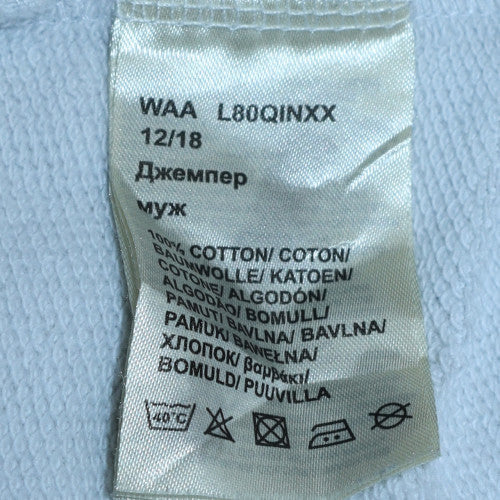 WAA L80QINXX
12/18
Джемпер
муж
100% COTTON/ COTON/
BAUMWOLLE/ KATOEN/
COTONE/ ALGODÓN/
ALGODÃO/ BOMULL/
PAMUT/ BAVLNA/ BAVLNA/
PAMUK/ BAWEŁNA/
ХЛОПОК/ βαμβάκι/
BOMULD/ PUUVILLA
40°C